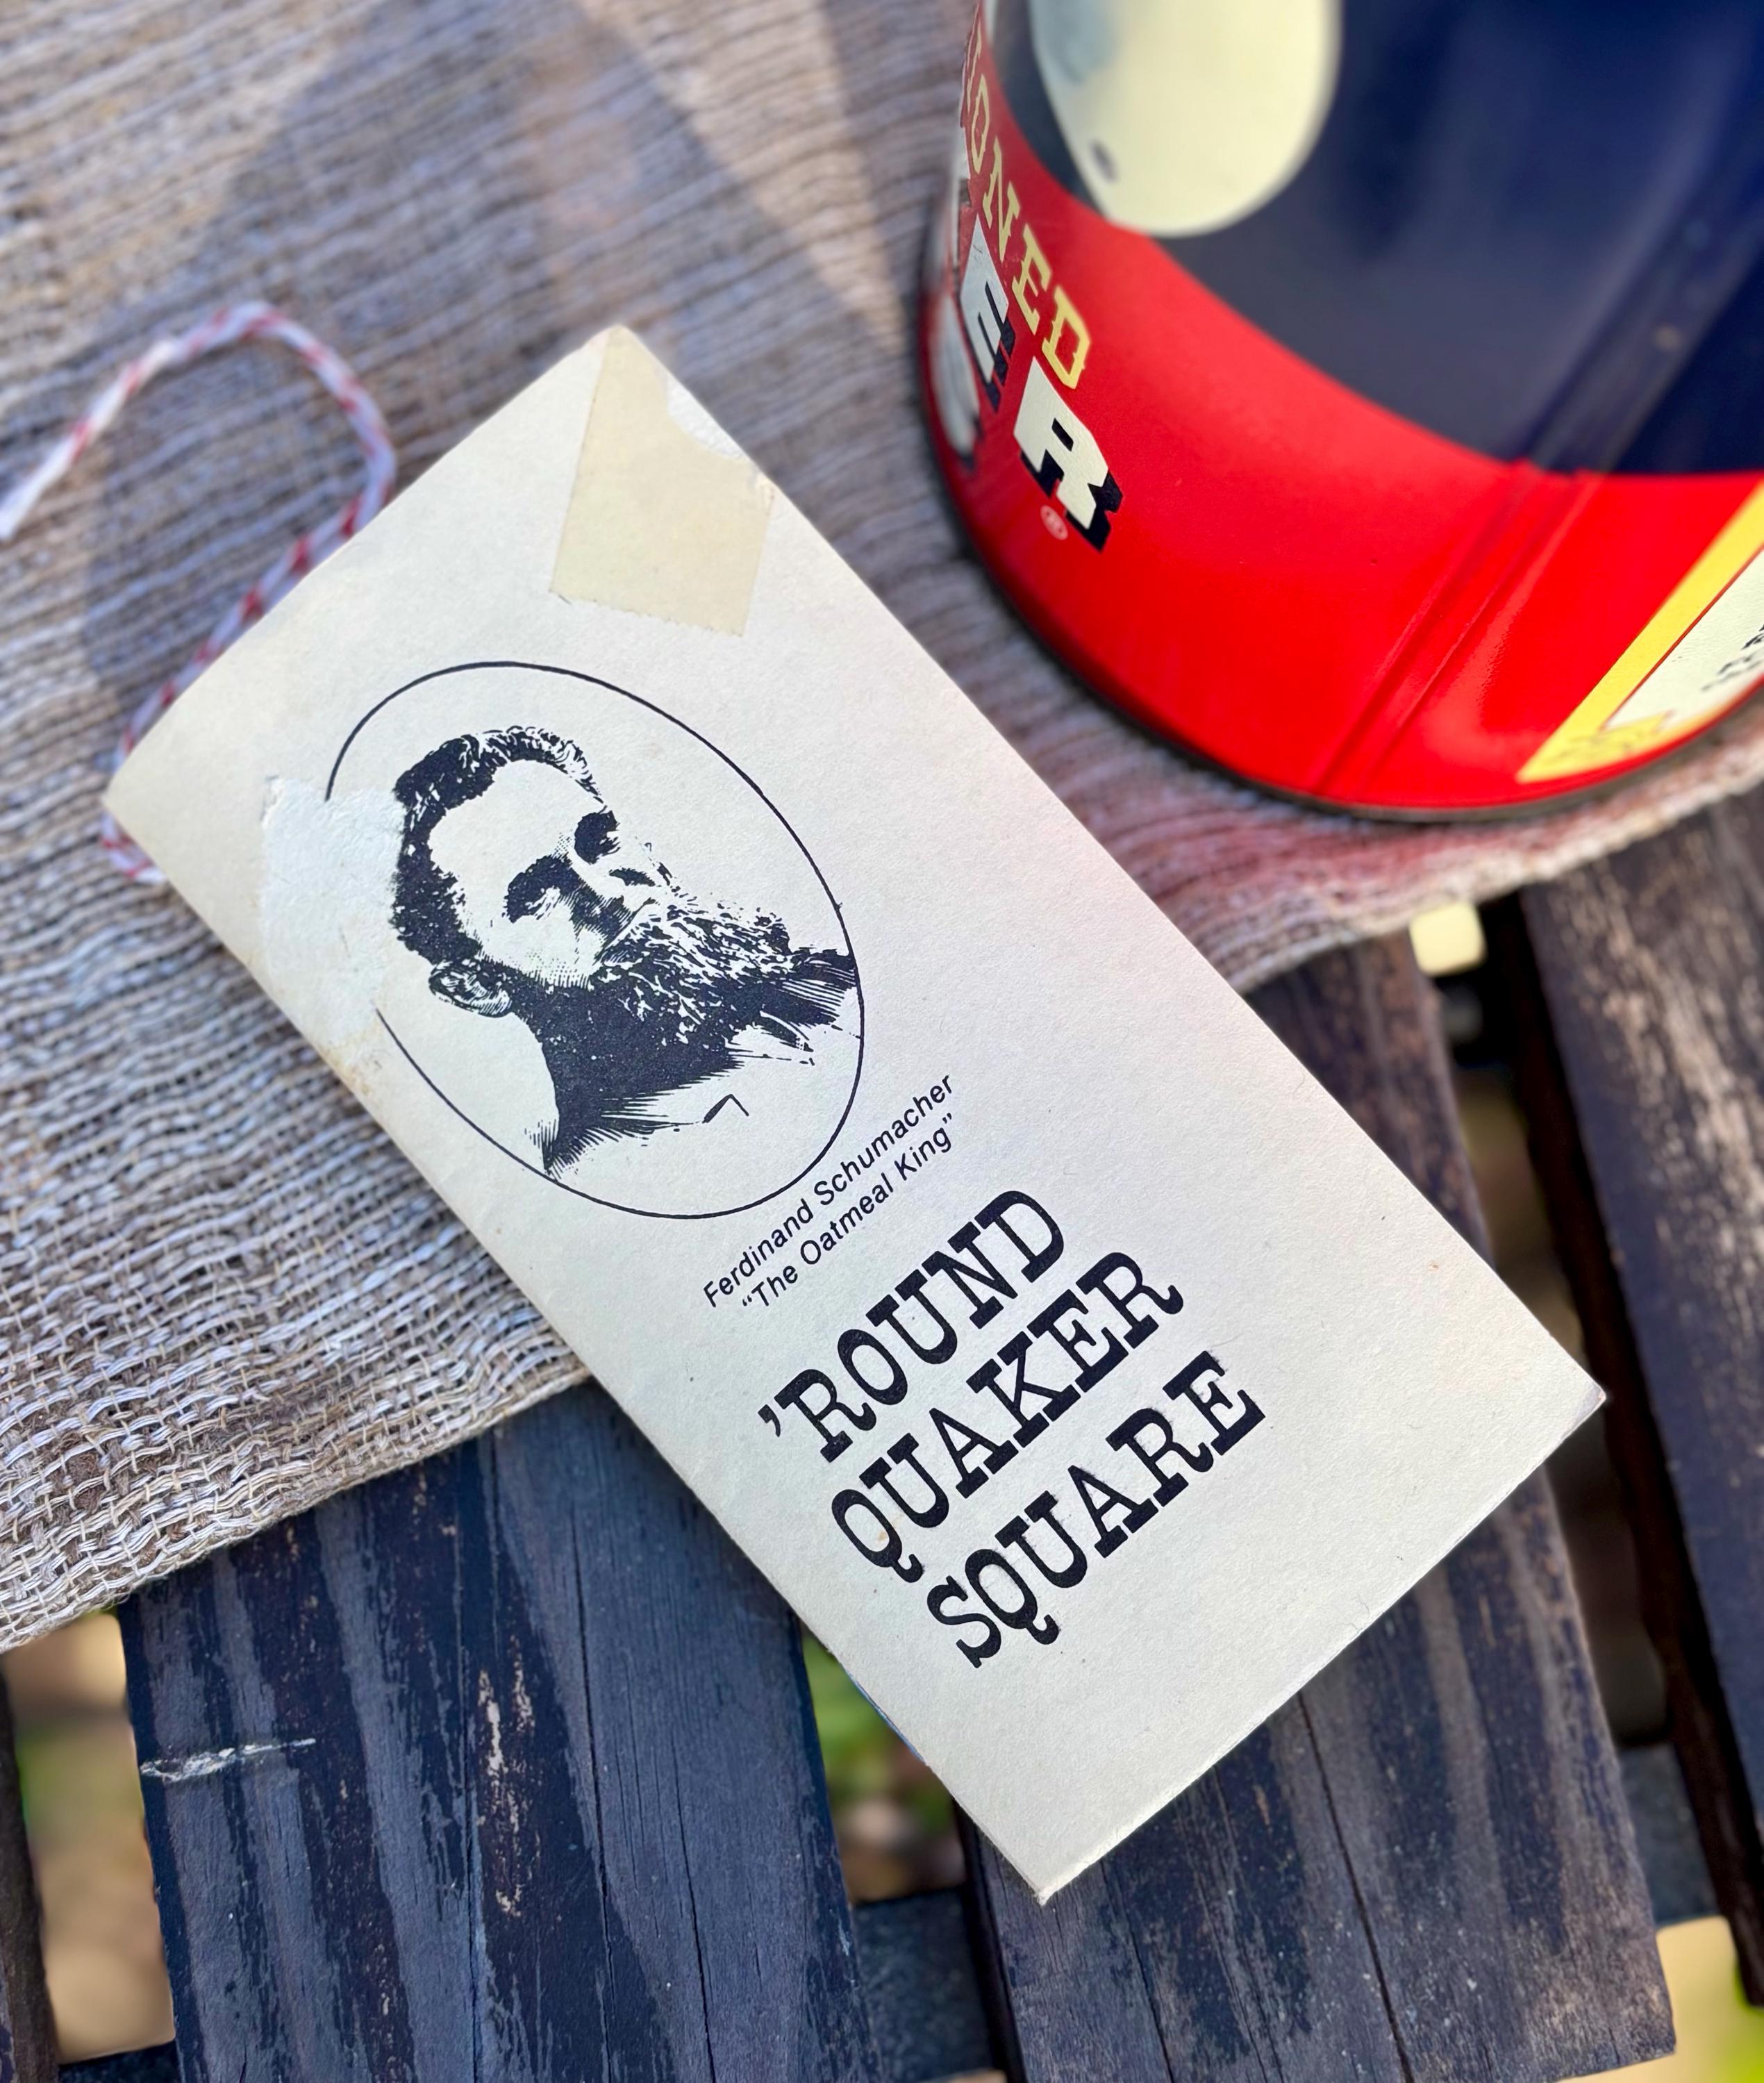 Ferdinand Schumacher
“The Oatmeal King”
’ROUND
QUAKER
SQUARE
®